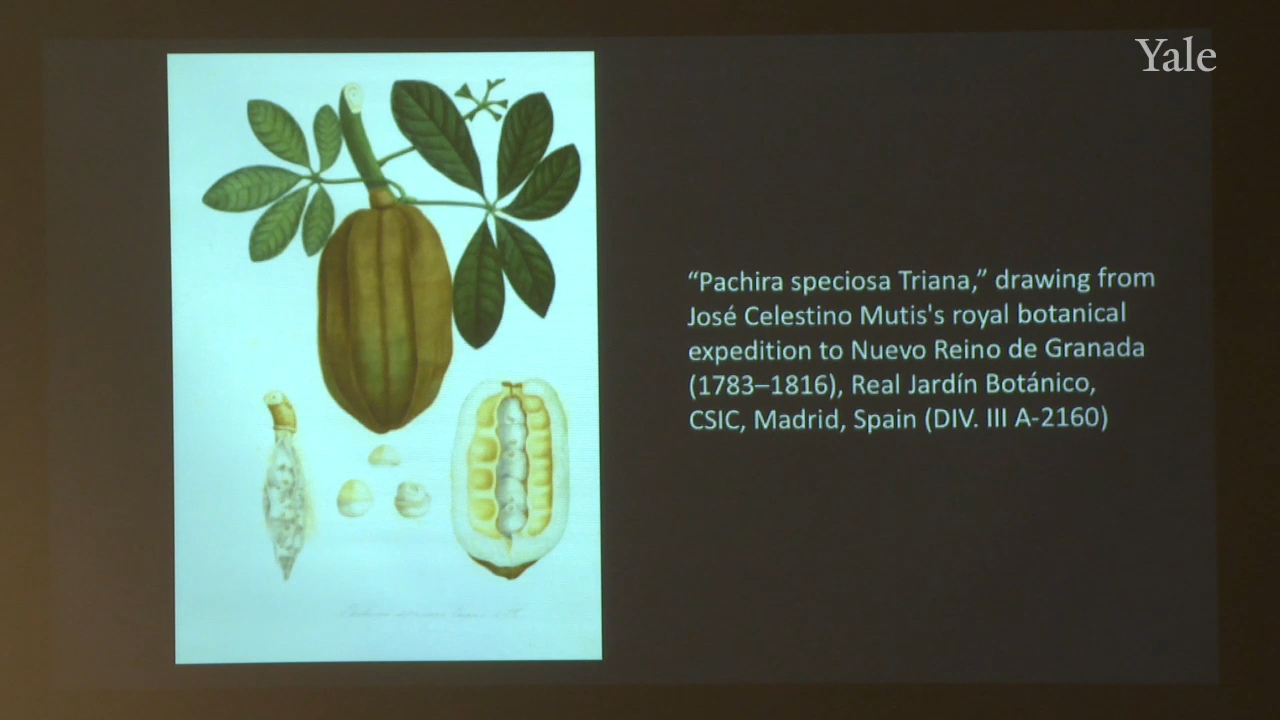 Yale
“Pachira speciosa Triana,” drawing from
José Celestino Mutis's royal botanical
expedition to Nuevo Reino de Granada
(1783–1816), Real Jardín Botánico,
CSIC, Madrid, Spain (DIV. III A-2160)